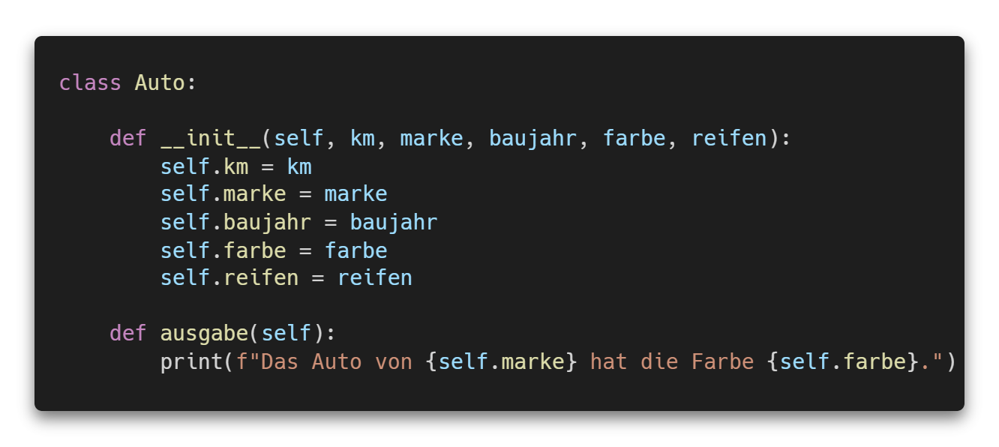 class Auto:
    def __init__(self, km, marke, baujahr, farbe, reifen):
        self.km = km
        self.marke = marke
        self.baujahr = baujahr
        self.farbe = farbe
        self.reifen = reifen
    def ausgabe(self):
        print(f"Das Auto von {self.marke} hat die Farbe {self.farbe}.")